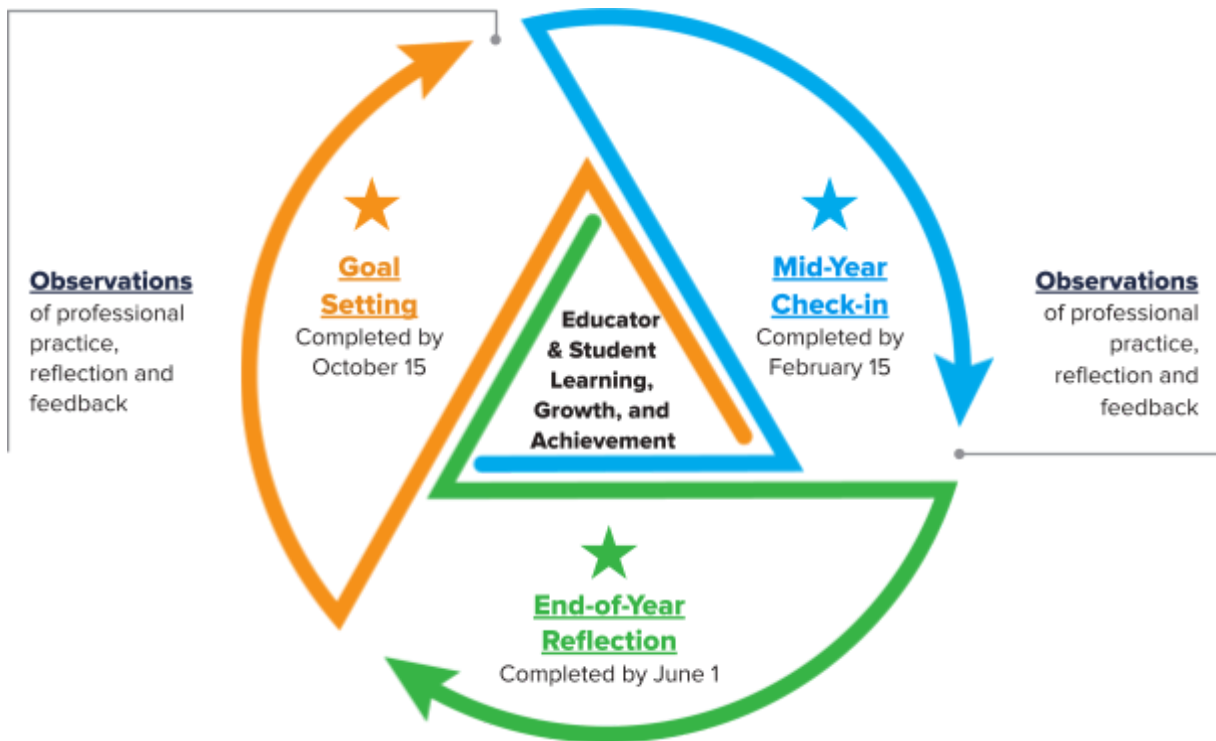 Observations
of professional
practice,
reflection and
feedback
Goal
Setting
Completed by
October 15
Educator
& Student
Learning,
Growth, and
Achievement
Mid-Year
Check-in
Completed by
February 15
Observations
of professional
practice,
reflection and
feedback
End-of-Year
Reflection
Completed by June 1